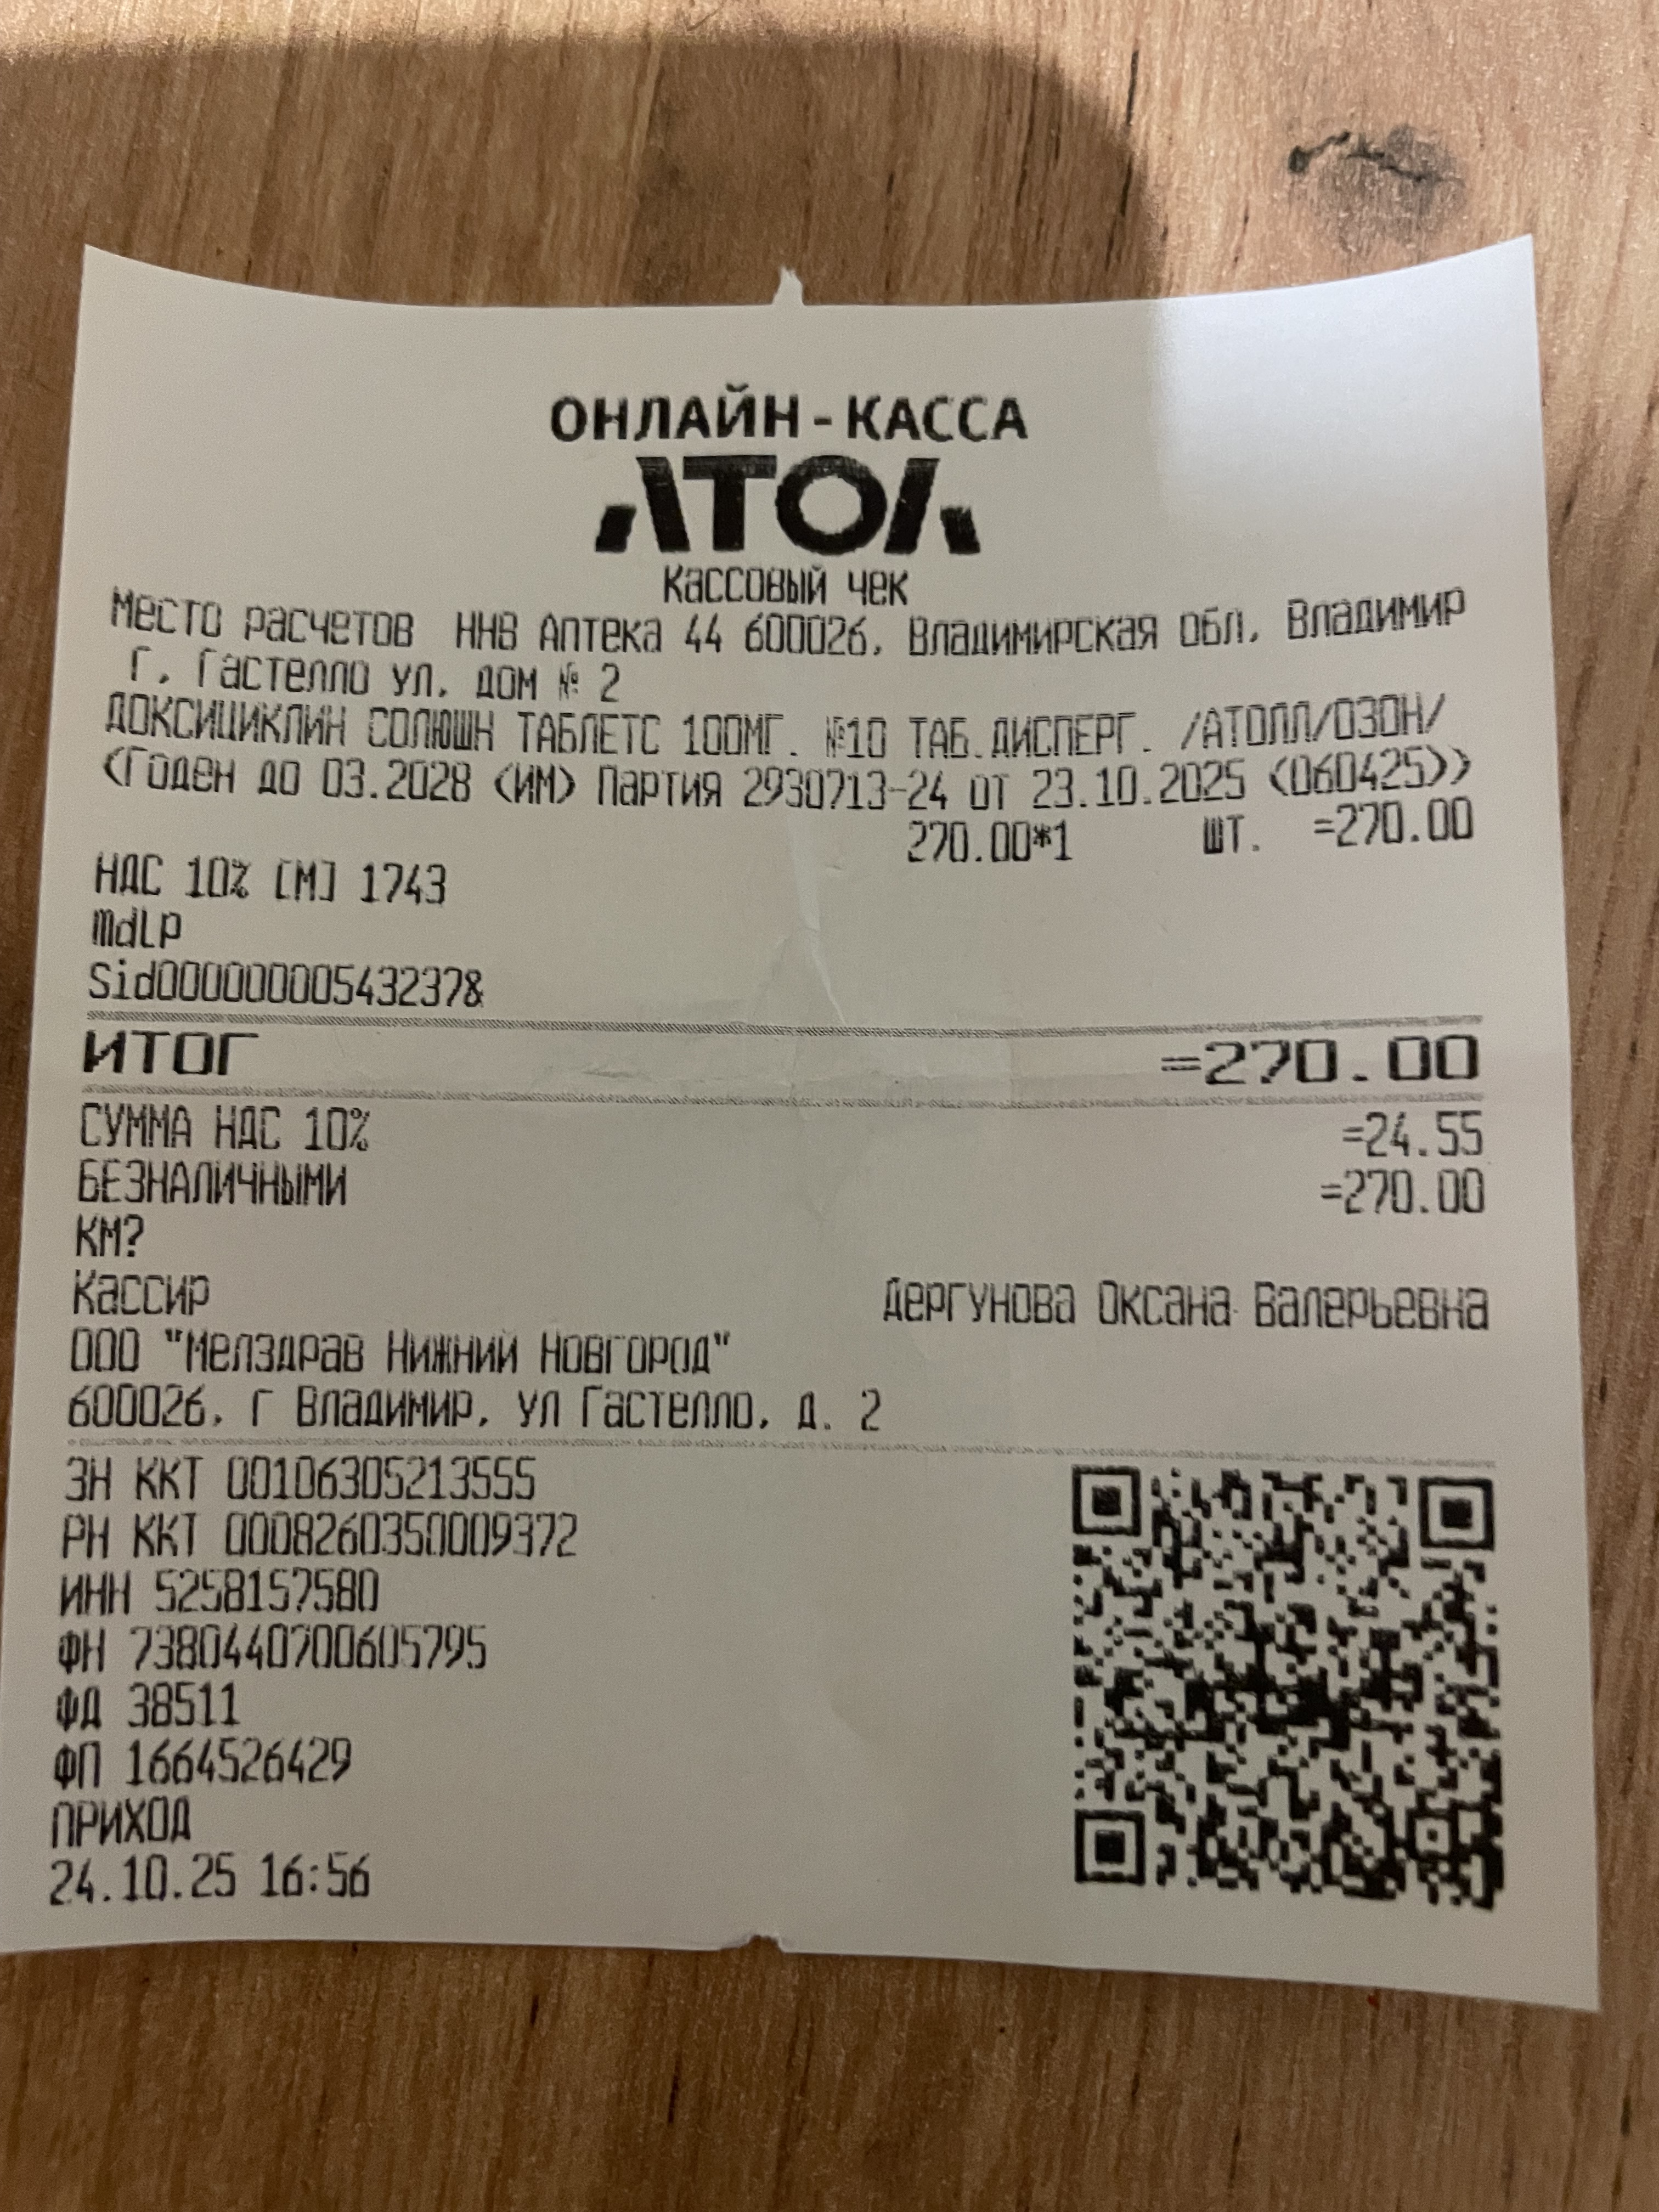 ОНЛАЙН-КАССА
АТОЛ
Кассовый чек
Место расчетов ННВ Аптека 44 600026, Владимирская обл, Владимир
г, Гастелло ул, дом № 2
ДОКСИЦИКЛИН СОЛЮШН ТАБЛЕТС 100МГ. №10 ТАБ.ДИСПЕРГ. /АТОЛЛ/ОЗОН/
<Годен до 03.2028 <ИМ> Партия 2930713-24 от 23.10.2025 <060425>>
270.00*1 шт. =270.00
НДС 10% [М] 1743
mdlp
Sid00000000543237&
ИТОГ =270.00
СУММА НДС 10% =24.55
БЕЗНАЛИЧНЫМИ =270.00
КМ?
Кассир Дергунова Оксана Валерьевна
ООО "Мелздрав Нижний Новгород"
600026, г Владимир, ул Гастелло, д. 2
ЗН ККТ 00106305213555
РН ККТ 0008260350009372
ИНН 5258157580
ФН 7380440700605795
ФД 38511
ФП 1664526429
ПРИХОД
24.10.25 16:56